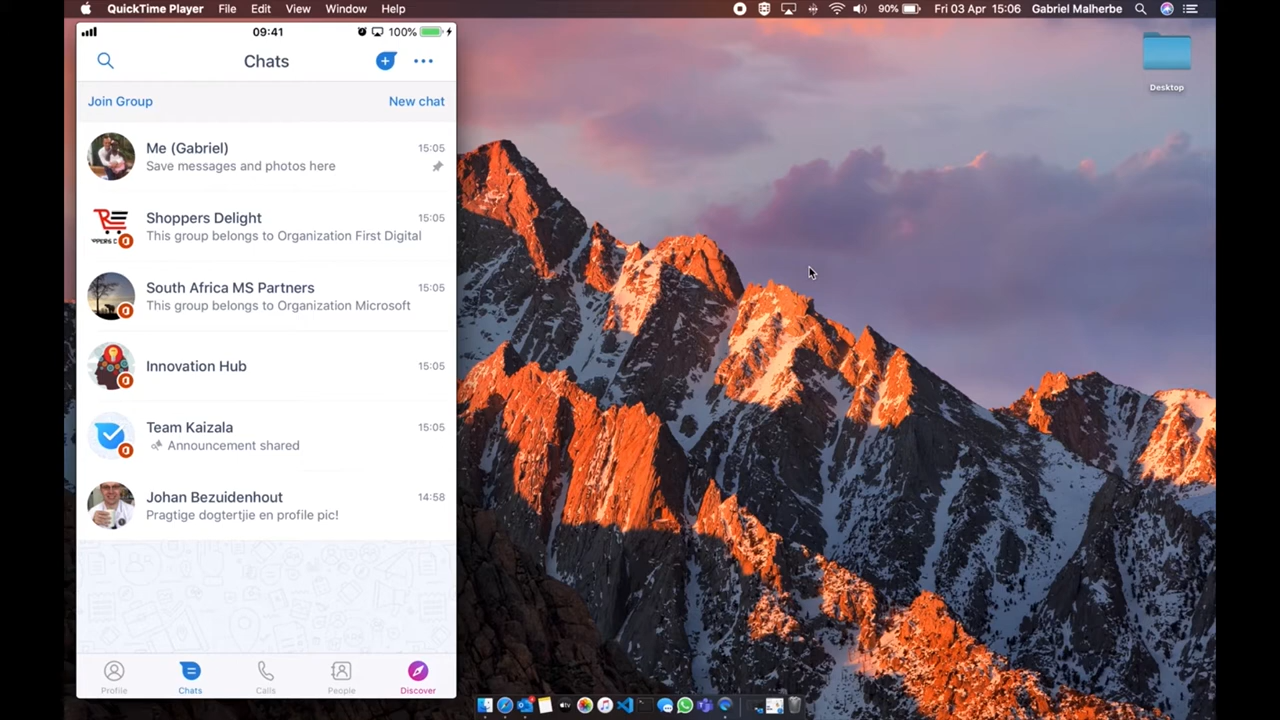 QuickTime Player File Edit View Window Help 90% Fri 03 Apr 15:06 Gabriel Malherbe
09:41 100%
Chats
Join Group New chat
Me (Gabriel) 15:05
Save messages and photos here
Shoppers Delight 15:05
This group belongs to Organization First Digital
South Africa MS Partners 15:05
This group belongs to Organization Microsoft
Innovation Hub 15:05
Team Kaizala 15:05
Announcement shared
Johan Bezuidenhout 14:58
Pragtige dogtertjie en profile pic!
Profile Chats Calls People Discover
Desktop